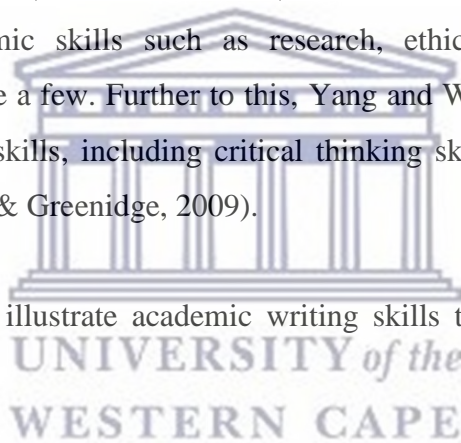 mic skills such as research, ethic
e a few. Further to this, Yang and W
skills, including critical thinking sk
& Greenidge, 2009).
illustrate academic writing skills t
UNIVERSITY of the
WESTERN CAPE